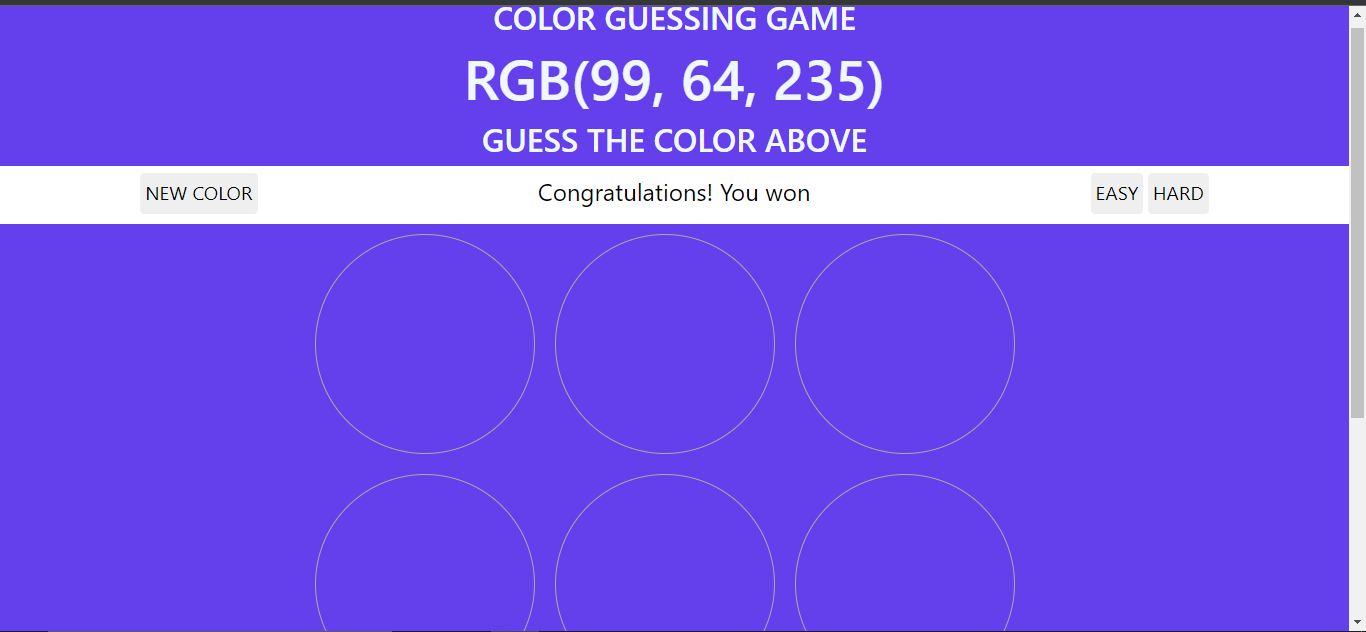 COLOR GUESSING GAME
RGB(99, 64, 235)
GUESS THE COLOR ABOVE
NEW COLOR Congratulations! You won EASY HARD